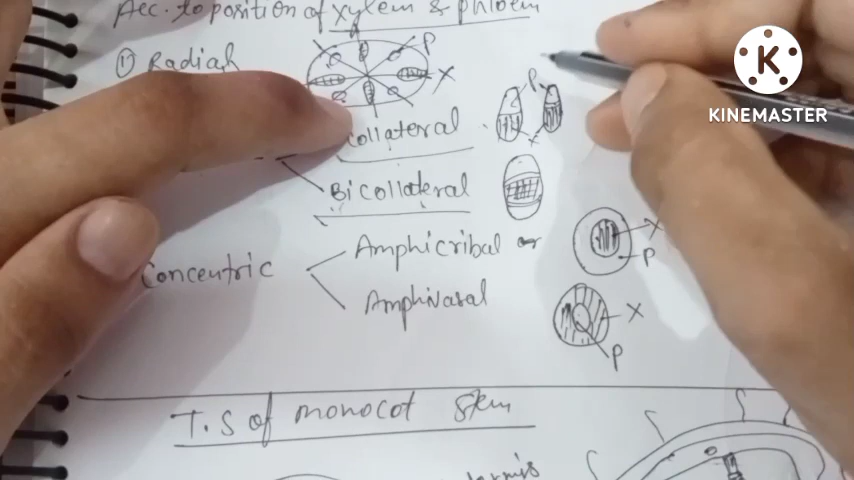 Acc. to position of xylem & phloem
① Radial
P
X
Collateral
P
X
Bicollateral
Concentric
Amphicribal or
X
P
Amphivasal
X
P
T.S of monocot stem
KINEMASTER